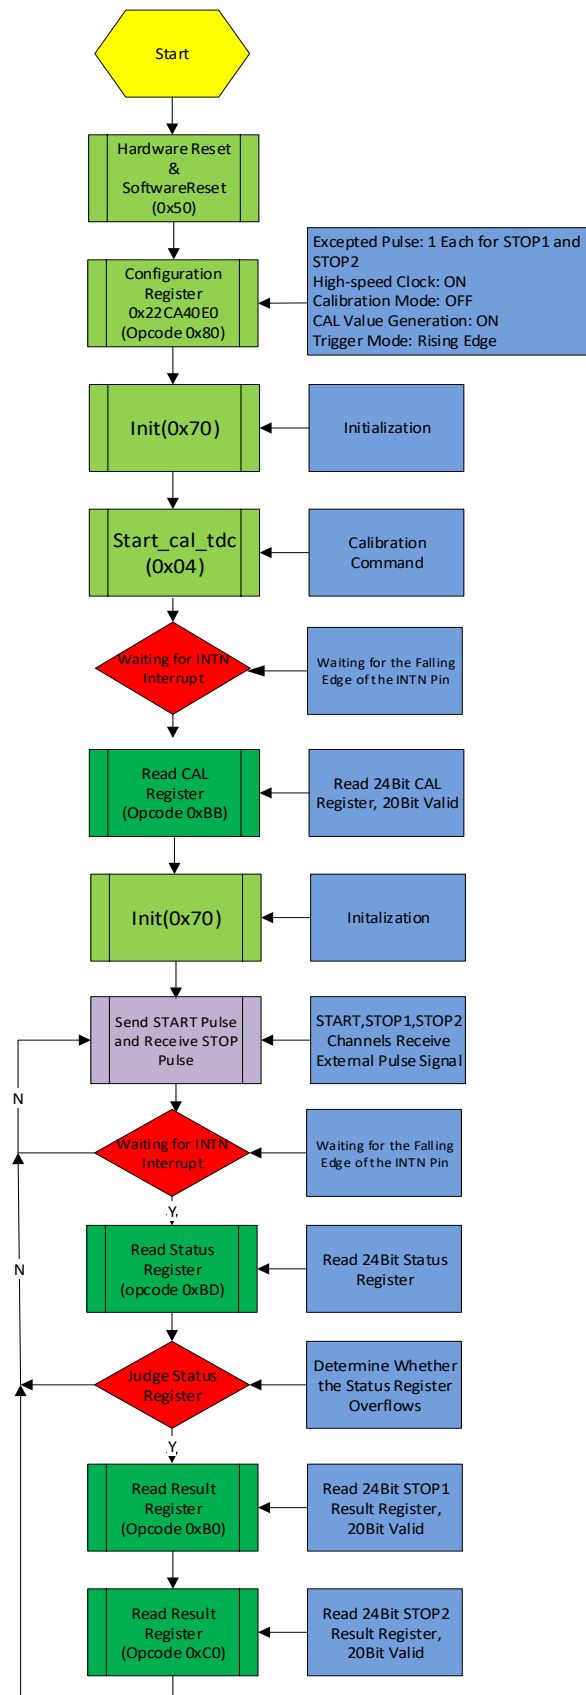 Start
Hardware Reset
&
SoftwareReset
(0x50)
Configuration
Register
0x22CA40E0
(Opcode 0x80)
Excepted Pulse: 1 Each for STOP1 and
STOP2
High-speed Clock: ON
Calibration Mode: OFF
CAL Value Generation: ON
Trigger Mode: Rising Edge
Init(0x70)
Initialization
Start_cal_tdc
(0x04)
Calibration
Command
Waiting for INTN
Interrupt
Waiting for the Falling
Edge of the INTN Pin
Read CAL
Register
(Opcode 0xBB)
Read 24Bit CAL
Register, 20Bit Valid
Init(0x70)
Initalization
Send START Pulse
and Receive STOP
Pulse
START,STOP1,STOP2
Channels Receive
External Pulse Signal
N
Waiting for INTN
Interrupt
Waiting for the Falling
Edge of the INTN Pin
Y
Read Status
Register
(opcode 0xBD)
Read 24Bit Status
Register
N
Judge Status
Register
Determine Whether
the Status Register
Overflows
Y
Read Result
Register
(Opcode 0xB0)
Read 24Bit STOP1
Result Register,
20Bit Valid
Read Result
Register
(Opcode 0xC0)
Read 24Bit STOP2
Result Register,
20Bit Valid